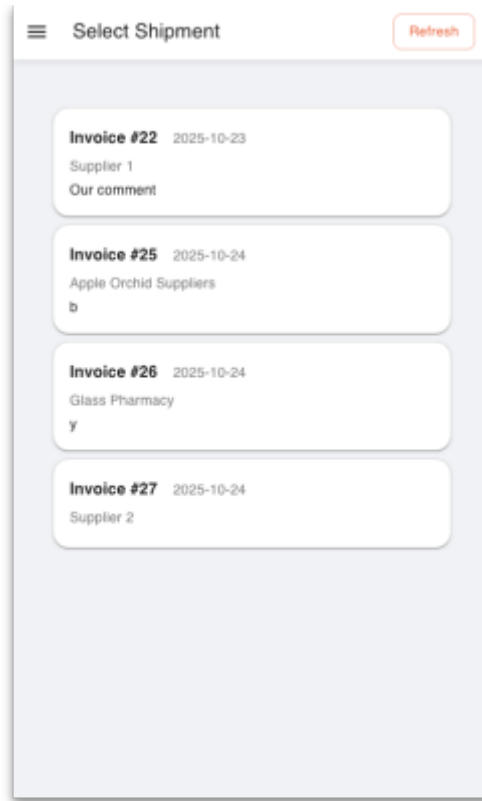 Select Shipment
Refresh
Invoice #22 2025-10-23
Supplier 1
Our comment
Invoice #25 2025-10-24
Apple Orchid Suppliers
b
Invoice #26 2025-10-24
Glass Pharmacy
y
Invoice #27 2025-10-24
Supplier 2